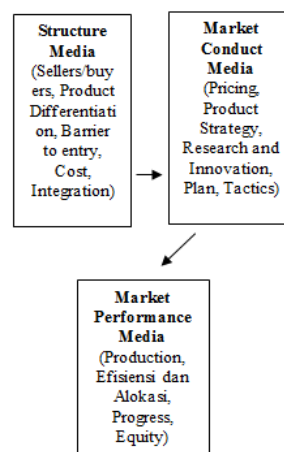 Structure
Media
(Sellers/buy
ers, Product
Differentiati
on, Barrier
to entry,
Cost,
Integration)
Market
Conduct
Media
(Pricing,
Product
Strategy,
Research and
Innovation,
Plan, Tactics)
Market
Performance
Media
(Production,
Efisiensi dan
Alokasi,
Progress,
Equity)